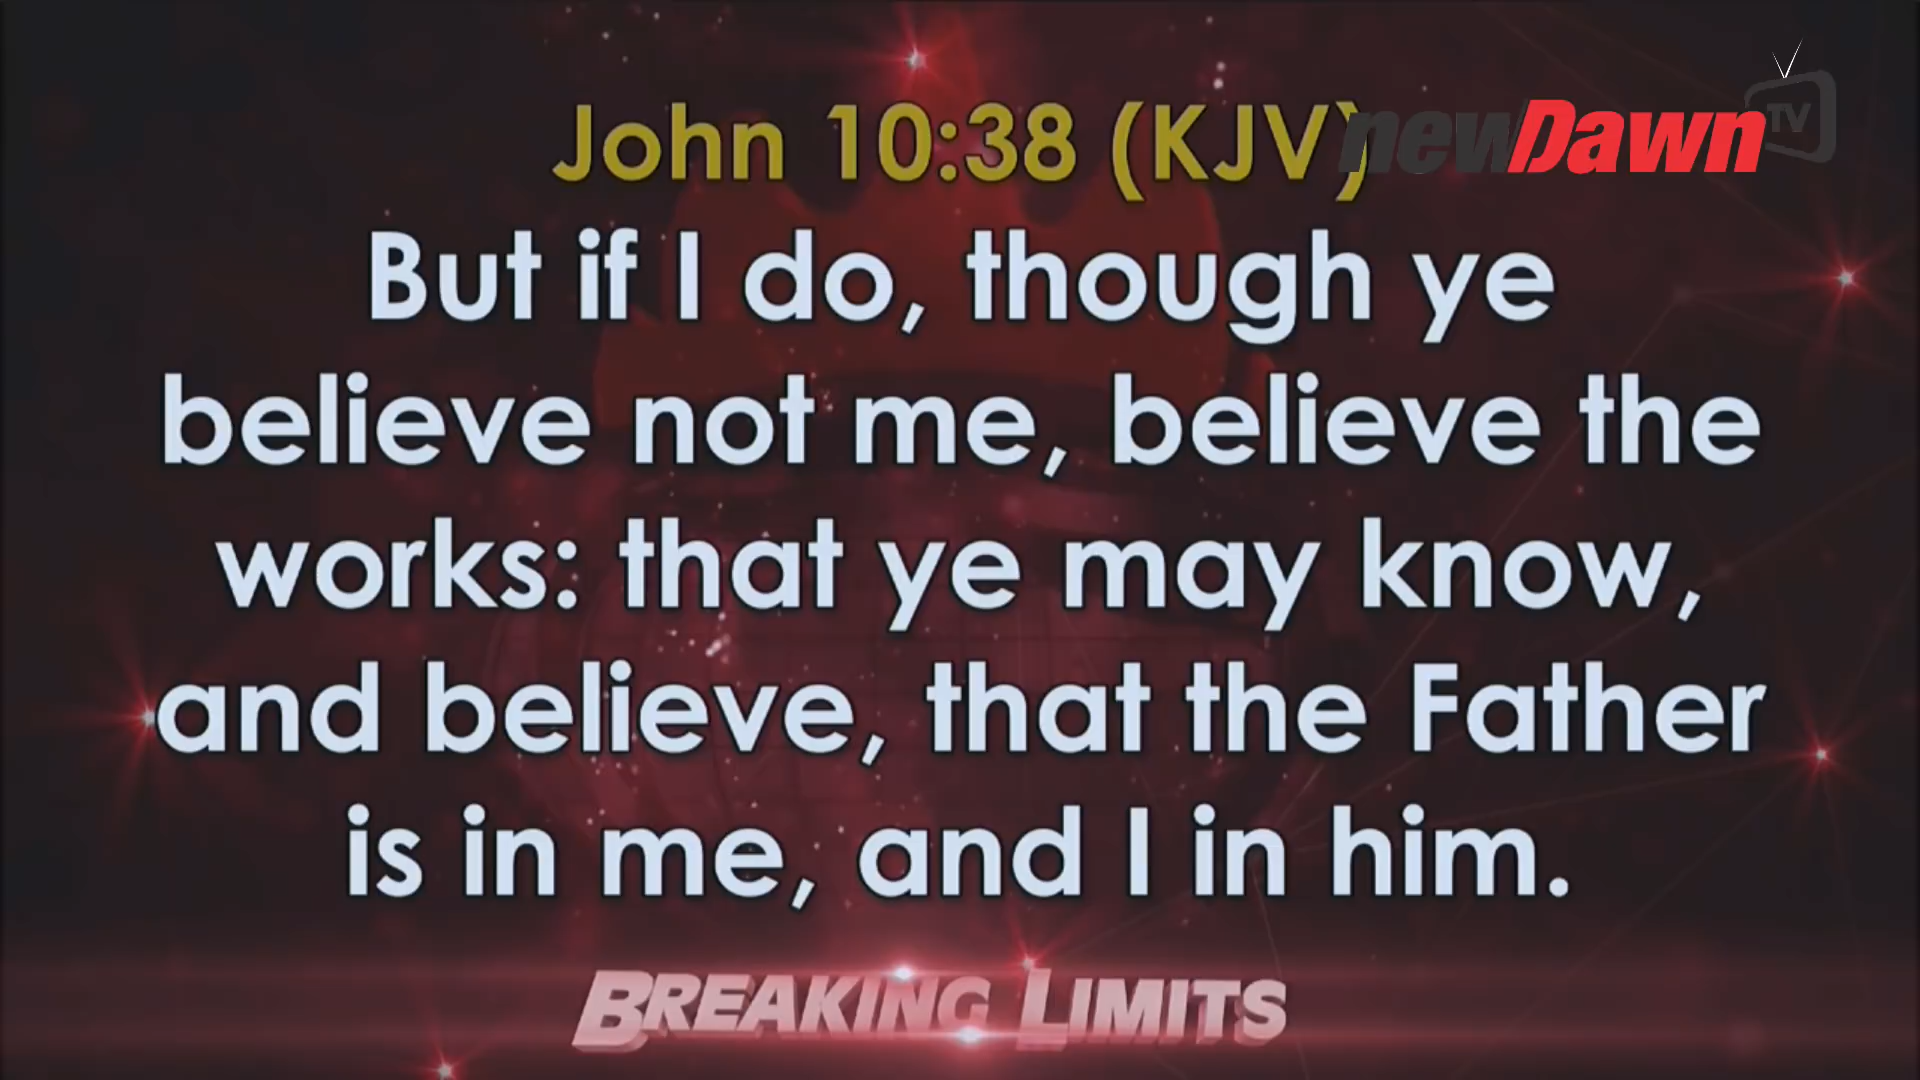 John 10:38 (KJV)
newDawn TV
But if I do, though ye
believe not me, believe the
works: that ye may know,
and believe, that the Father
is in me, and I in him.
BREAKING LIMITS